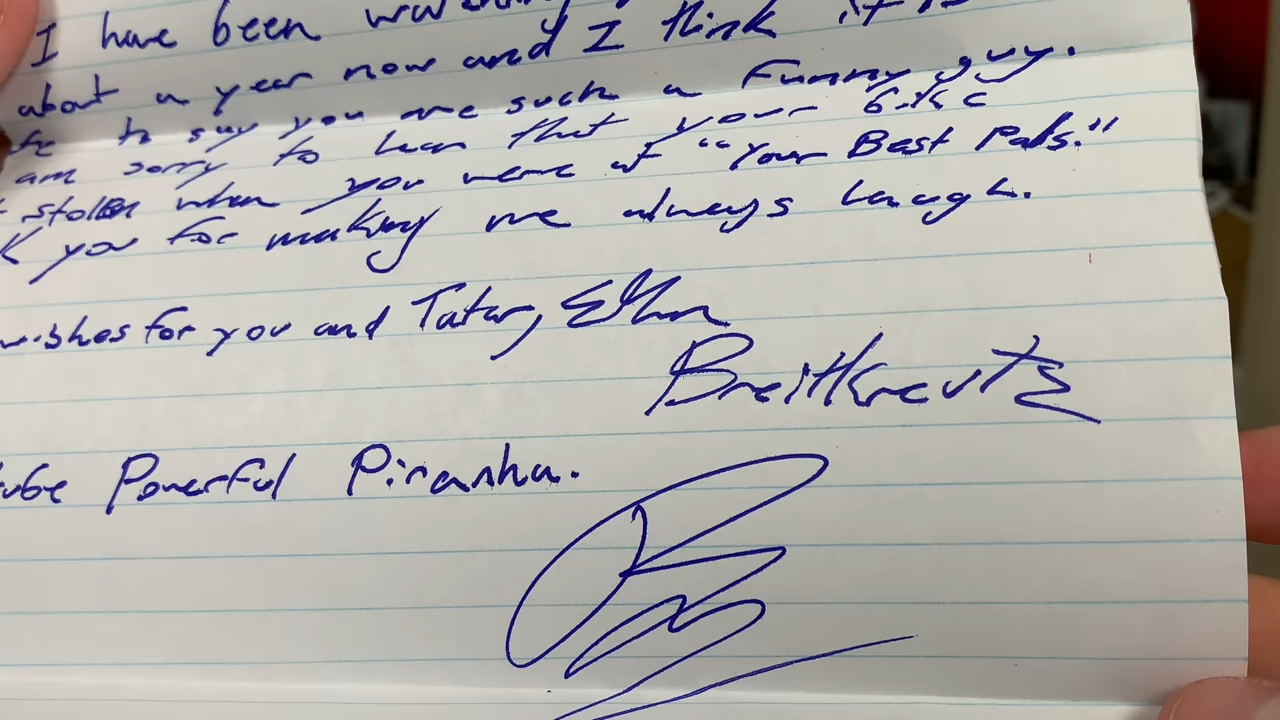 I have been
about a year now and I think it
to say you are such a Funny guy.
am sorry to hear that your bike
stolen when you were at "Your Best Pals."
you for making me always laugh.
wishes for you and Tatar, Ethan
Breitkreutz
Powerful Piranha.